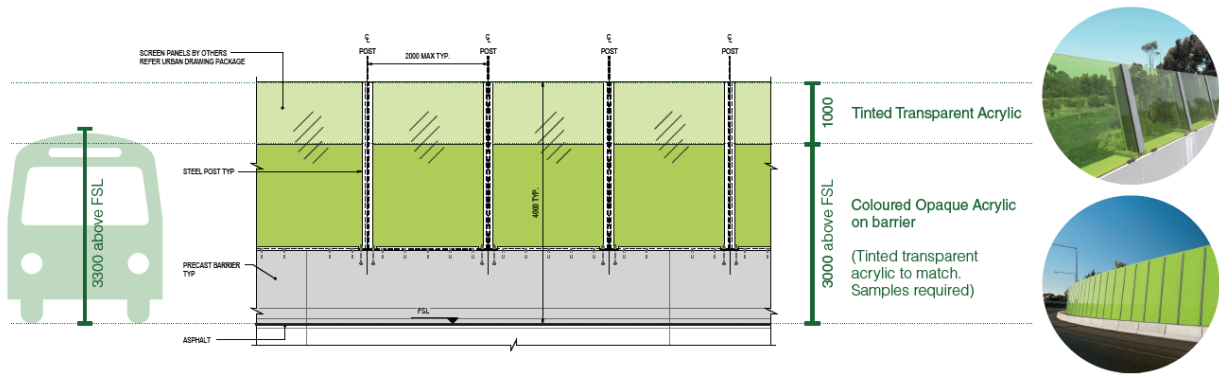 SCREEN PANELS BY OTHERS
REFER URBAN DRAWING PACKAGE
℄
POST
℄
POST
℄
POST
℄
POST
2000 MAX TYP.
STEEL POST TYP
4000 TYP.
PRECAST BARRIER
TYP
FSL
ASPHALT
3300 above FSL
1000
Tinted Transparent Acrylic
3000 above FSL
Coloured Opaque Acrylic
on barrier
(Tinted transparent
acrylic to match.
Samples required)